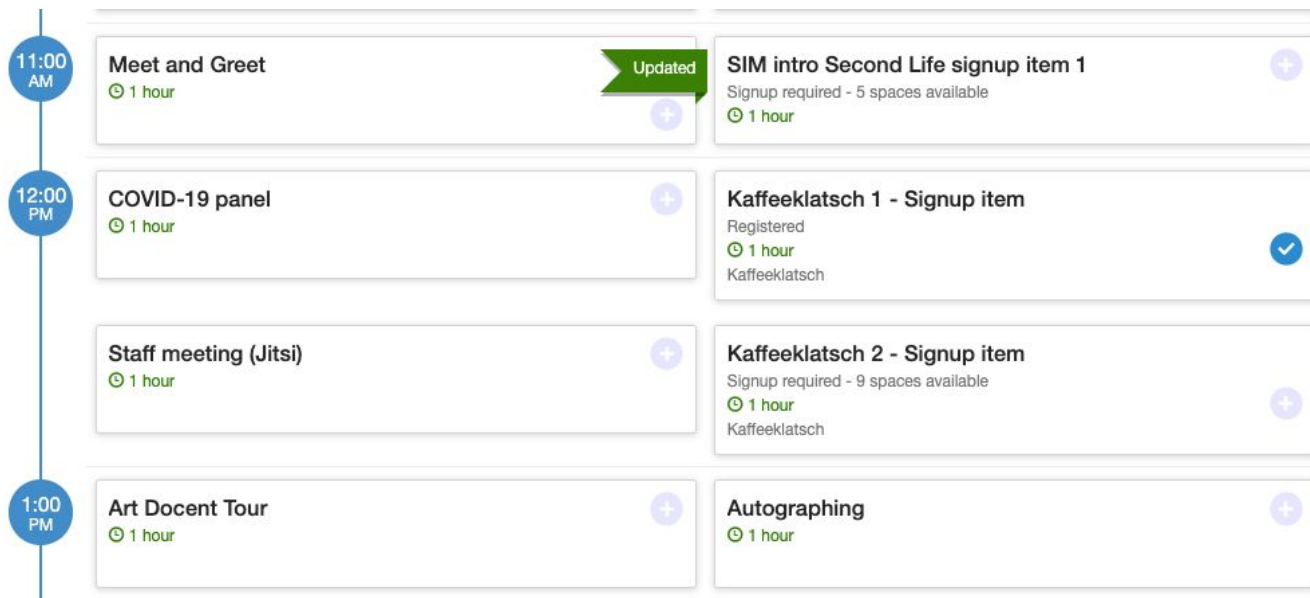 11:00
AM
Meet and Greet
1 hour
Updated
SIM intro Second Life signup item 1
Signup required - 5 spaces available
1 hour
12:00
PM
COVID-19 panel
1 hour
Kaffeeklatsch 1 - Signup item
Registered
1 hour
Kaffeeklatsch
Staff meeting (Jitsi)
1 hour
Kaffeeklatsch 2 - Signup item
Signup required - 9 spaces available
1 hour
Kaffeeklatsch
1:00
PM
Art Docent Tour
1 hour
Autographing
1 hour